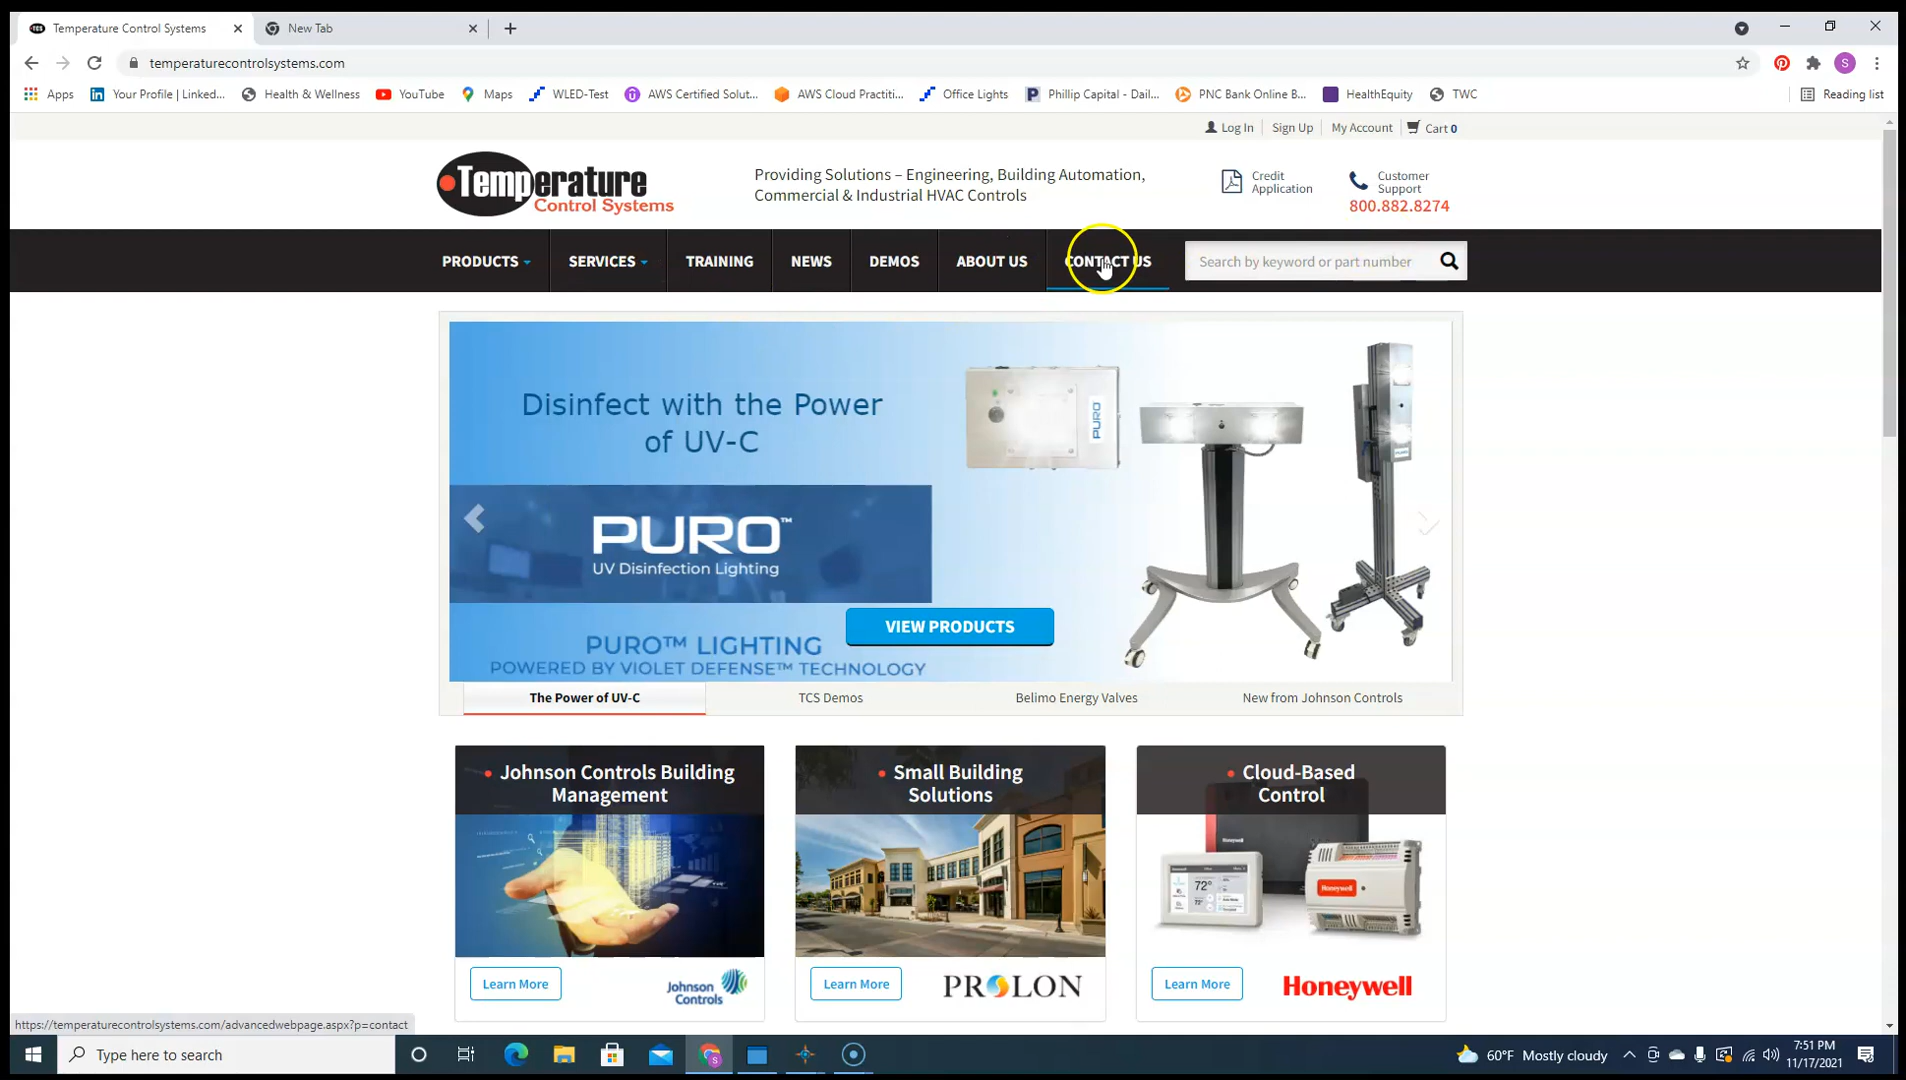 Temperature Control Systems
New Tab
temperaturecontrolsystems.com
Apps
Your Profile | Linked...
Health & Wellness
YouTube
Maps
WLED-Test
AWS Certified Solut...
AWS Cloud Practiti...
Office Lights
Phillip Capital - Dail...
PNC Bank Online B...
HealthEquity
TWC
Reading list
Log In
Sign Up
My Account
Cart 0
Temperature
Control Systems
Providing Solutions – Engineering, Building Automation,
Commercial & Industrial HVAC Controls
Credit
Application
Customer
Support
800.882.8274
PRODUCTS
SERVICES
TRAINING
NEWS
DEMOS
ABOUT US
CONTACT US
Search by keyword or part number
Disinfect with the Power
of UV-C
PURO
PURO™
UV Disinfection Lighting
VIEW PRODUCTS
PURO™ LIGHTING
POWERED BY VIOLET DEFENSE™ TECHNOLOGY
The Power of UV-C
TCS Demos
Belimo Energy Valves
New from Johnson Controls
Johnson Controls Building
Management
Small Building
Solutions
Cloud-Based
Control
Honeywell
72°
Honeywell
Learn More
Johnson
Controls
Learn More
PROLON
Learn More
Honeywell
https://temperaturecontrolsystems.com/advancedwebpage.aspx?p=contact
Type here to search
60°F Mostly cloudy
7:51 PM
11/17/2021